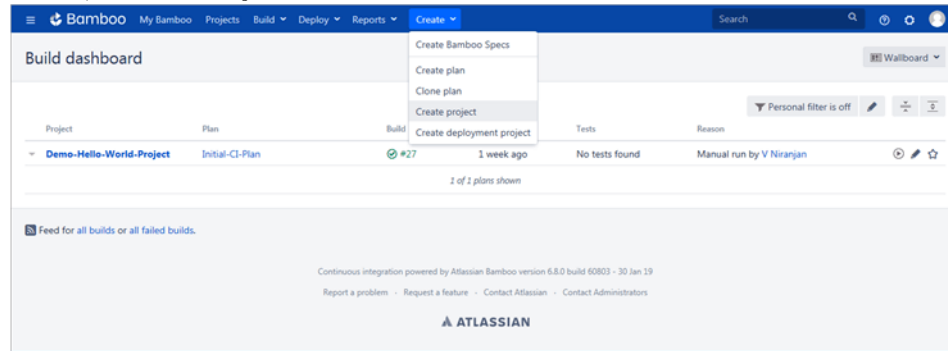 Bamboo My Bamboo Projects Build Deploy Reports Create Search
Create Bamboo Specs
Build dashboard
Wallboard
Create plan
Clone plan
Create project
Personal filter is off
Create deployment project
Project Plan Build Tests Reason
Demo-Hello-World-Project Initial-CI-Plan #27 1 week ago No tests found Manual run by V Niranjan
1 of 1 plans shown
Feed for all builds or all failed builds.
Continuous integration powered by Atlassian Bamboo version 6.8.0 build 60803 - 30 Jan 19
Report a problem - Request a feature - Contact Atlassian - Contact Administrators
ATLASSIAN